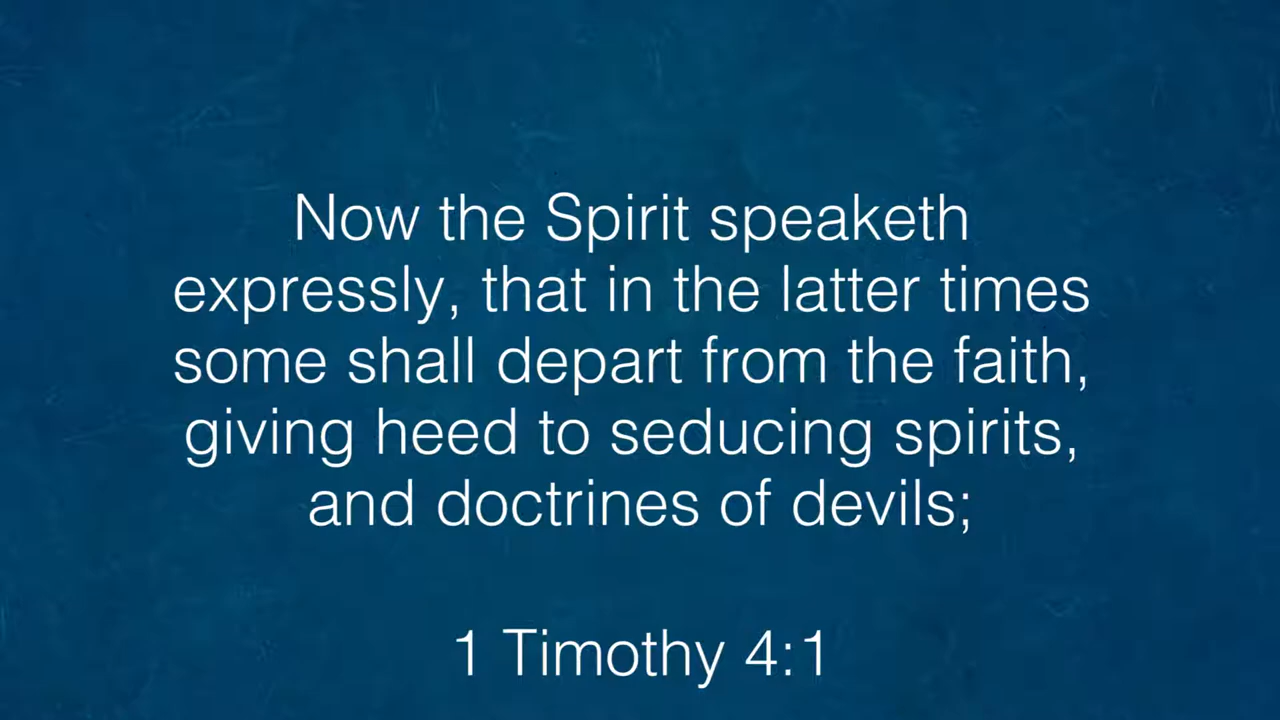 Now the Spirit speaketh
expressly, that in the latter times
some shall depart from the faith,
giving heed to seducing spirits,
and doctrines of devils;
1 Timothy 4:1